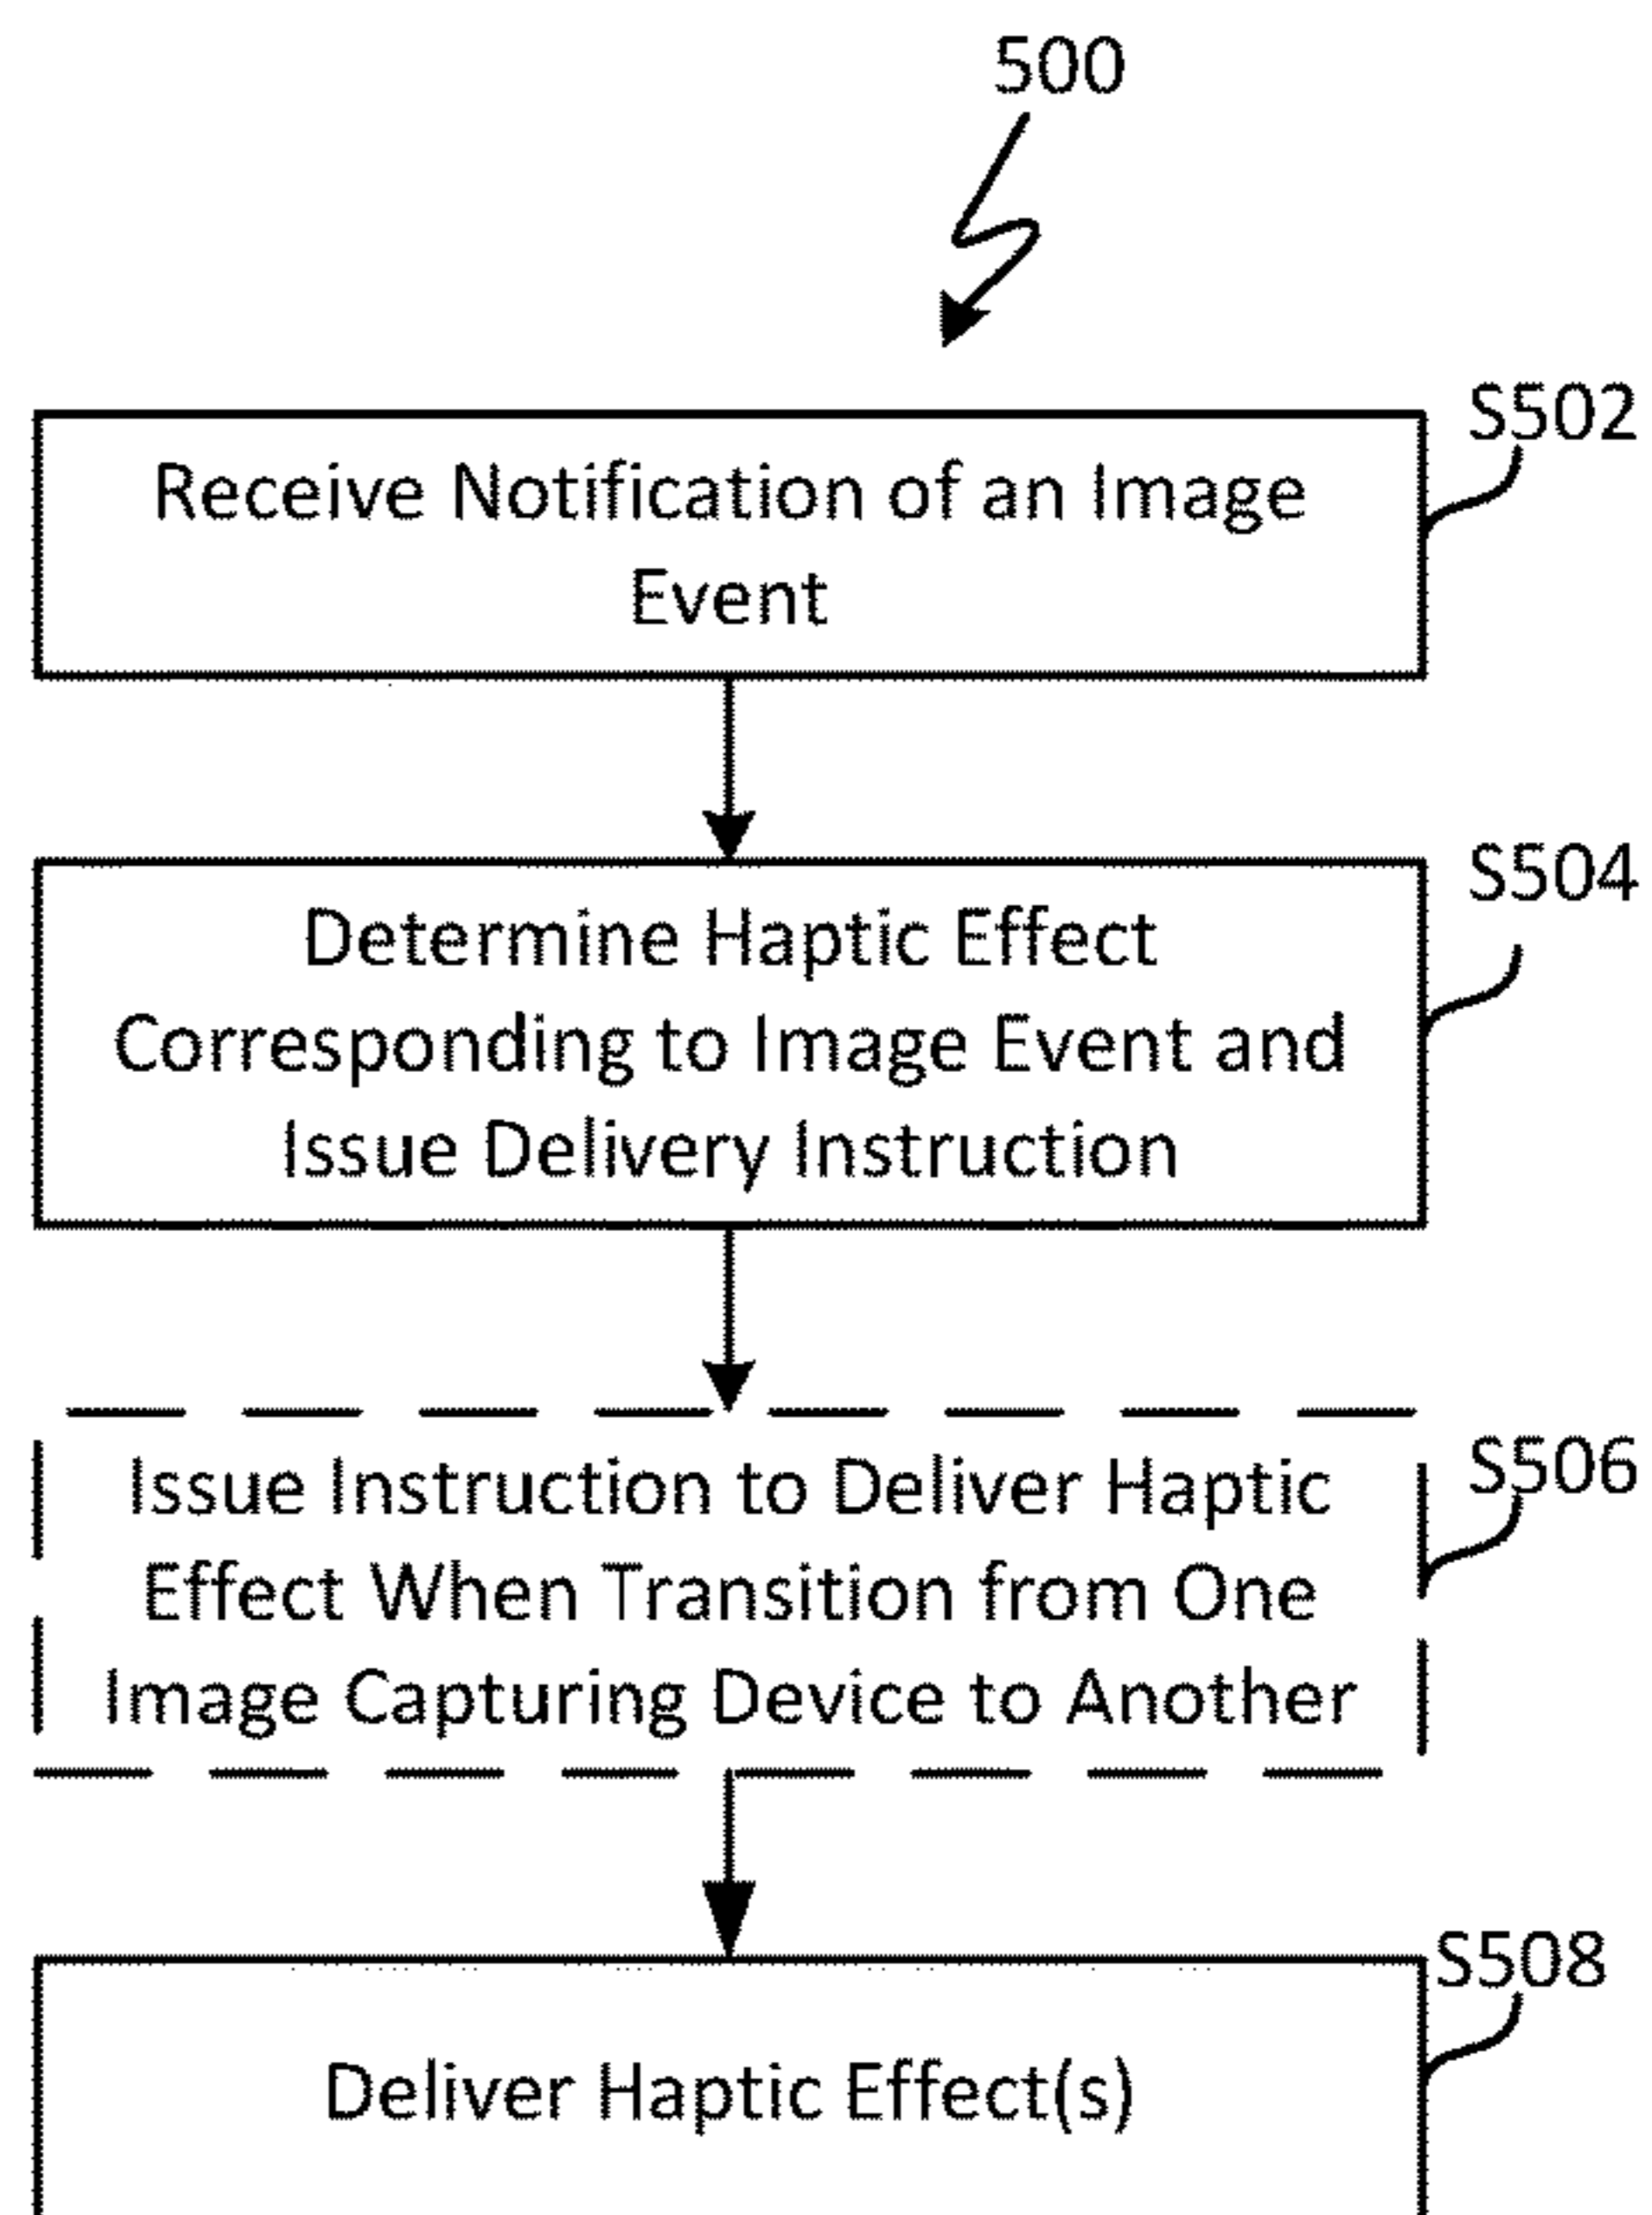 500
S502
Receive Notification of an Image
Event
S504
Determine Haptic Effect
Corresponding to Image Event and
Issue Delivery Instruction
S506
Issue Instruction to Deliver Haptic
Effect When Transition from One
Image Capturing Device to Another
S508
Deliver Haptic Effect(s)